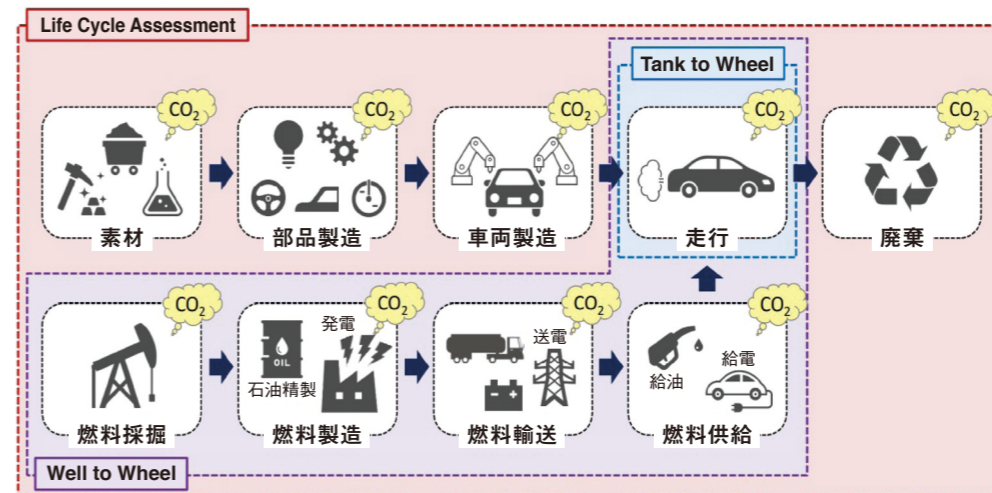 Life Cycle Assessment
Tank to Wheel
CO2
CO2
CO2
CO2
CO2
素材
部品製造
車両製造
走行
廃棄
CO2
CO2
CO2
CO2
発電
送電
給電
OIL
石油精製
給油
燃料採掘
燃料製造
燃料輸送
燃料供給
Well to Wheel